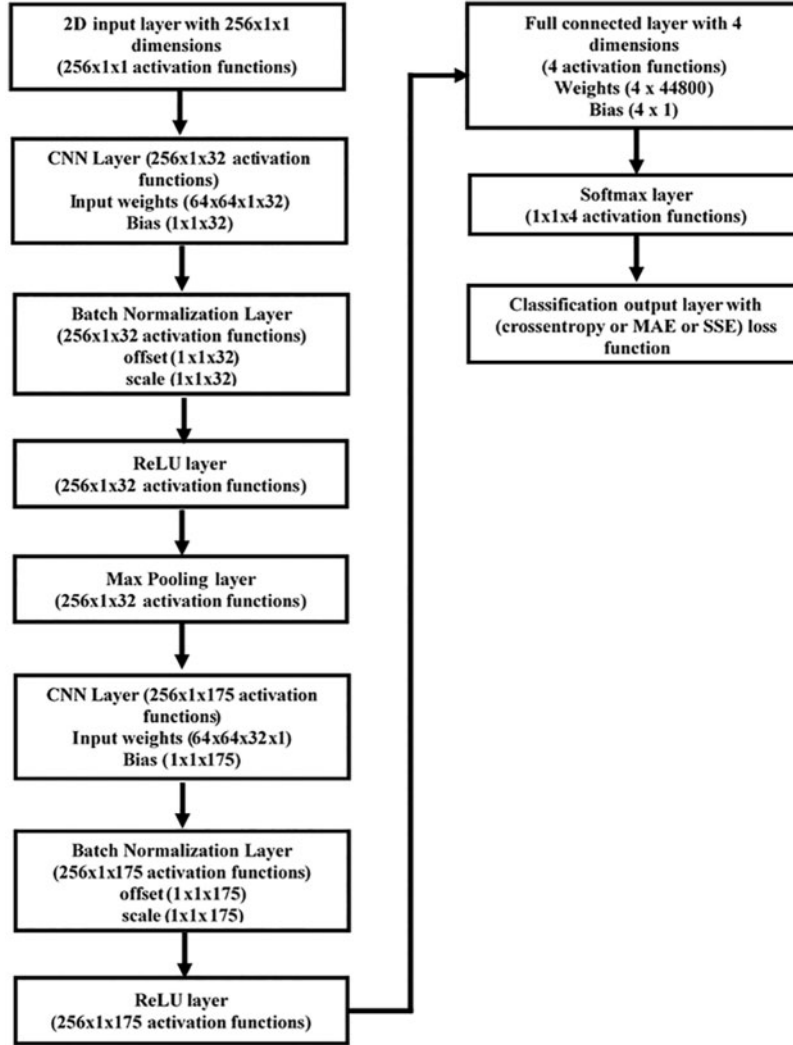 2D input layer with 256x1x1
dimensions
(256x1x1 activation functions)
CNN Layer (256x1x32 activation
functions)
Input weights (64x64x1x32)
Bias (1x1x32)
Batch Normalization Layer
(256x1x32 activation functions)
offset (1x1x32)
scale (1x1x32)
ReLU layer
(256x1x32 activation functions)
Max Pooling layer
(256x1x32 activation functions)
CNN Layer (256x1x175 activation
functions)
Input weights (64x64x32x1)
Bias (1x1x175)
Batch Normalization Layer
(256x1x175 activation functions)
offset (1x1x175)
scale (1x1x175)
ReLU layer
(256x1x175 activation functions)
Full connected layer with 4
dimensions
(4 activation functions)
Weights (4 x 44800)
Bias (4 x 1)
Softmax layer
(1x1x4 activation functions)
Classification output layer with
(crossentropy or MAE or SSE) loss
function